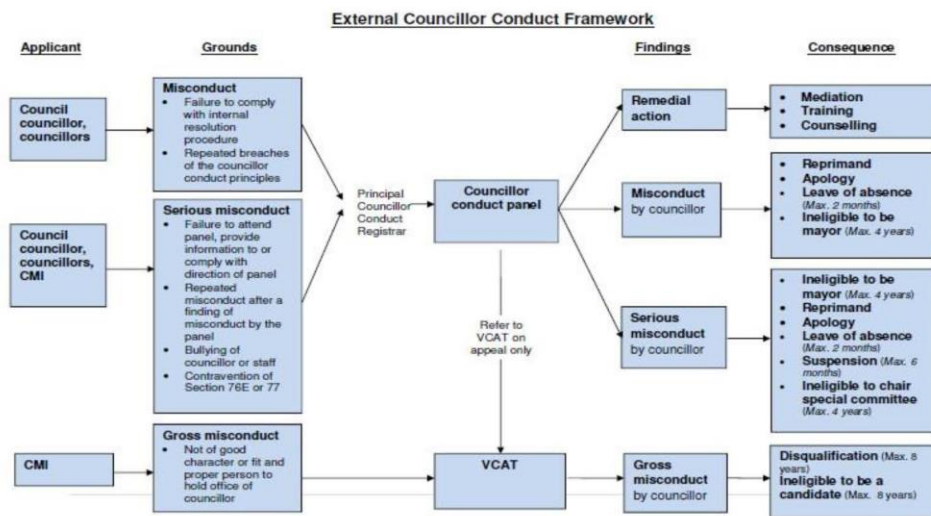 External Councillor Conduct Framework
Applicant
Grounds
Findings
Consequence
Council
councillor,
councillors
Misconduct
• Failure to comply
with internal
resolution
procedure
• Repeated breaches
of the councillor
conduct principles
Council
councillor,
councillors,
CMI
Serious misconduct
• Failure to attend
panel, provide
information to or
comply with
direction of panel
• Repeated
misconduct after a
finding of
misconduct by the
panel
• Bullying of
councillor or staff
• Contravention of
Section 76E or 77
CMI
Gross misconduct
• Not of good
character or fit and
proper person to
hold office of
councillor
Principal
Councillor
Conduct
Registrar
Councillor
conduct panel
Refer to
VCAT on
appeal only
VCAT
Remedial
action
• Mediation
• Training
• Counselling
Misconduct
by councillor
• Reprimand
• Apology
• Leave of absence
(Max. 2 months)
• Ineligible to be
mayor (Max. 4 years)
Serious
misconduct
by councillor
• Ineligible to be
mayor (Max. 4 years)
• Reprimand
• Apology
• Leave of absence
(Max. 2 months)
• Suspension (Max. 6
months)
• Ineligible to chair
special committee
(Max. 4 years)
Gross
misconduct
by councillor
Disqualification (Max. 8
years)
Ineligible to be a
candidate (Max. 8 years)